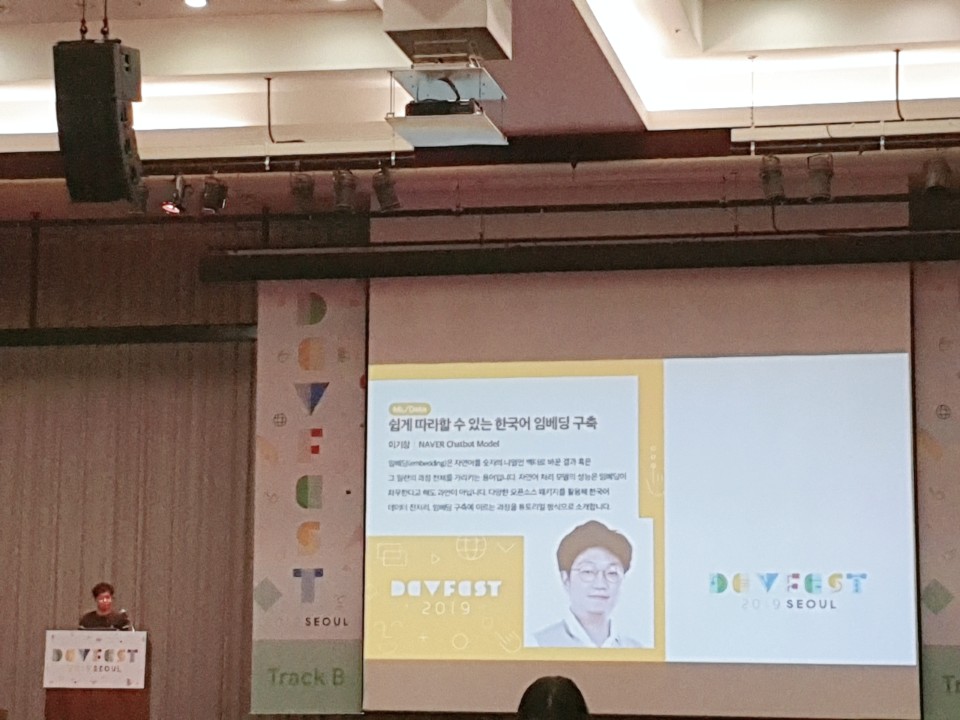 DEVFEST
SEOUL
Track B
ML/Data
쉽게 따라할 수 있는 한국어 임베딩 구축
이기창 | NAVER Chatbot Model
임베딩(embedding)은 자연어를 숫자의 나열인 벡터로 바꾼 결과 혹은
그 일련의 과정 전체를 가리키는 용어입니다. 자연어 처리 모델의 성능은 임베딩이
좌우한다고 해도 과언이 아닙니다. 다양한 오픈소스 패키지를 활용해 한국어
데이터 전처리, 임베딩 구축에 이르는 과정을 튜토리얼 형식으로 소개합니다.
DEVFEST
2019
DEVFEST
2019 SEOUL
DEVFEST
2019 SEOUL
Tr